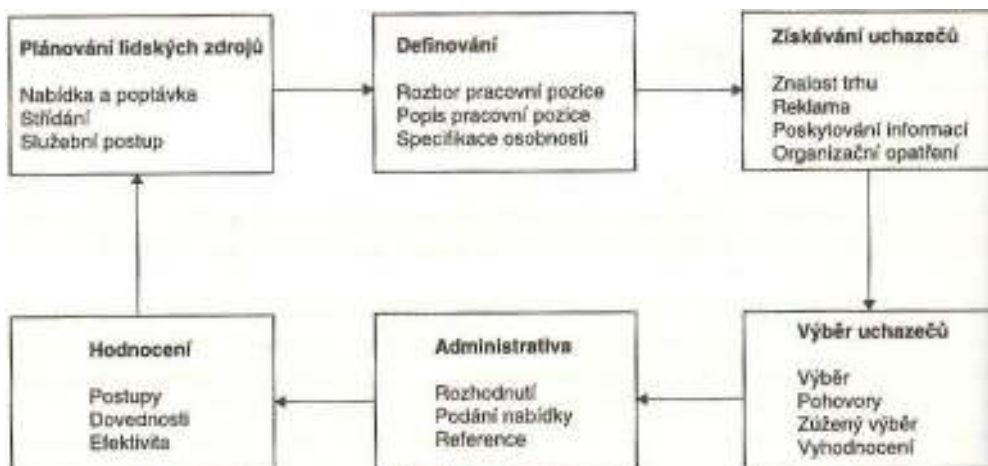 Plánování lidských zdrojů
Nabídka a poptávka
Střídání
Služební postup
Definování
Rozbor pracovní pozice
Popis pracovní pozice
Specifikace osobnosti
Získávání uchazečů
Znalost trhu
Reklama
Poskytování informací
Organizační opatření
Výběr uchazečů
Výběr
Pohovory
Zúžený výběr
Vyhodnocení
Administrativa
Rozhodnutí
Podání nabídky
Reference
Hodnocení
Postupy
Dovednosti
Efektivita